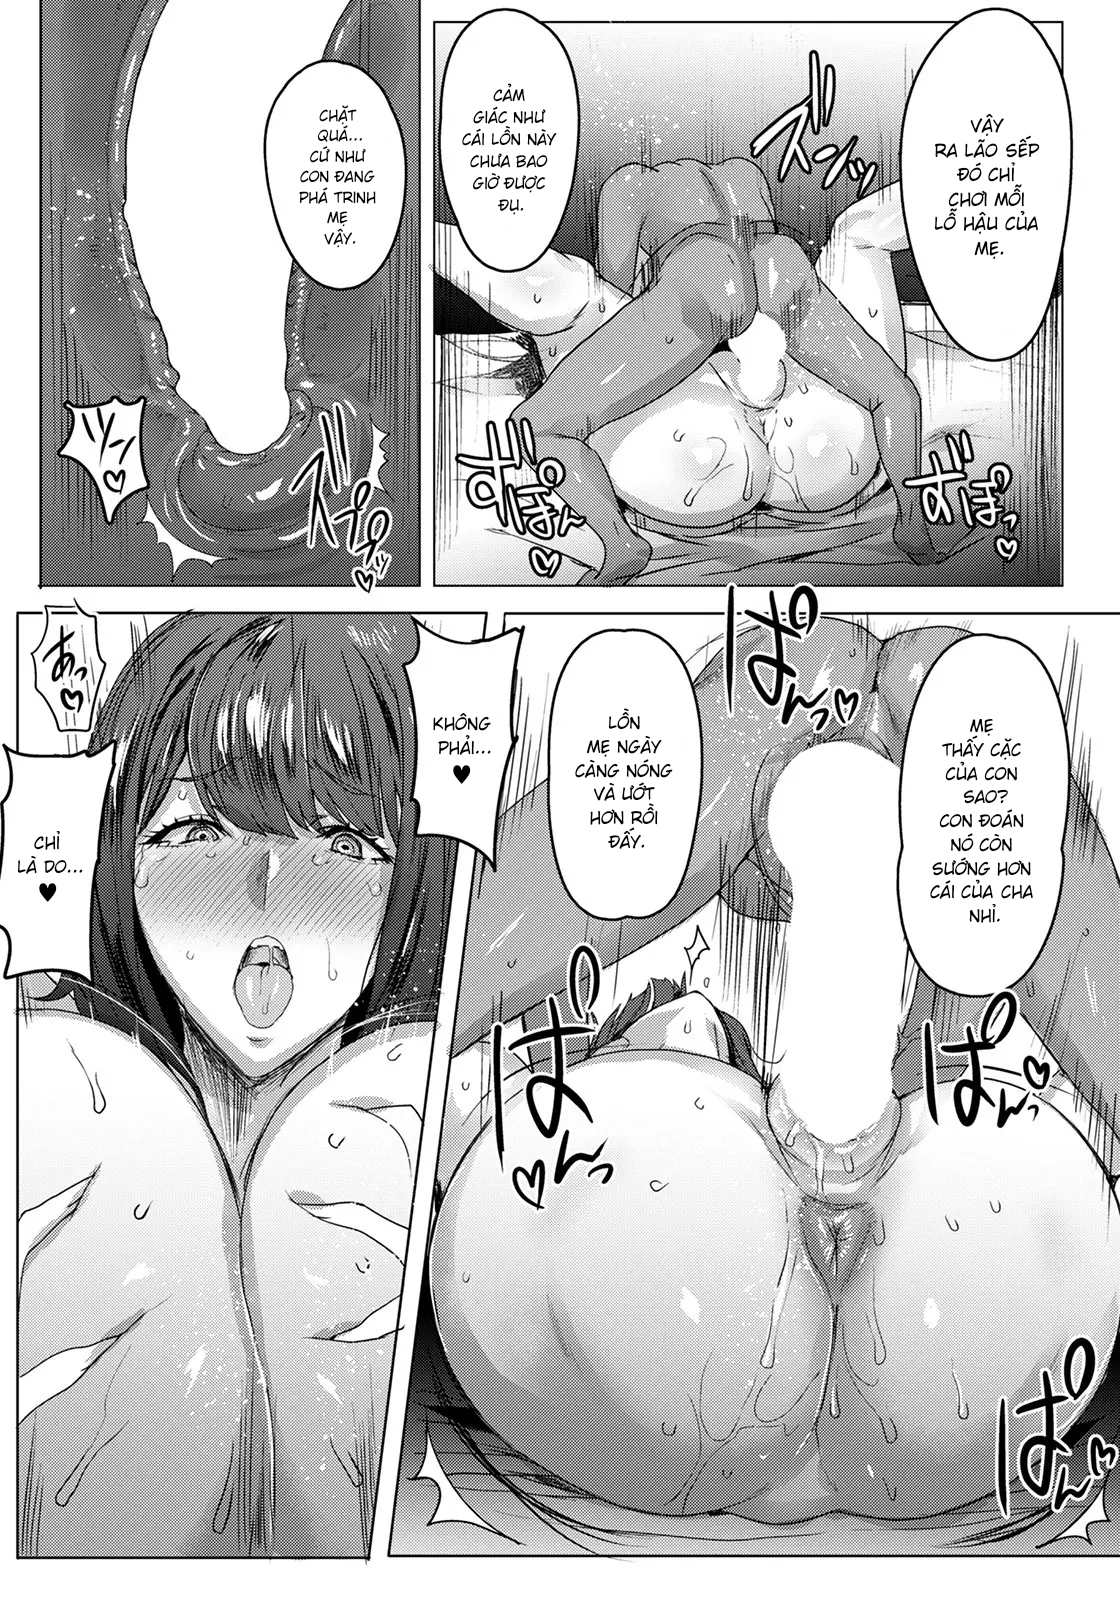 VẬY
RA LÃO SẾP
ĐÓ CHỈ
CHƠI MỖI
LỖ HẬU CỦA
MẸ.
ズンッ
CẢM
GIÁC NHƯ
CÁI LỒN NÀY
CHƯA BAO
GIỜ ĐƯỢC
ĐỤ.
ずぽっ
ずぱんっ
CHẶT
QUÁ...
CỨ NHƯ
CON ĐANG
PHÁ TRINH
MẸ
VẬY.
ぱんっ
MẸ
THẤY CẶC
CỦA CON
SAO?
CON ĐOÁN
NÓ CÒN
SƯỚNG HƠN
CÁI CỦA CHA
NHỈ.
LỒN
MẸ NGÀY
CÀNG NÓNG
VÀ ƯỚT
HƠN RỒI
ĐẤY.
ぱんっ
ぱんっ
ぱんっ
KHÔNG
PHẢI...
♥
あっ
CHỈ
LÀ DO...
♥